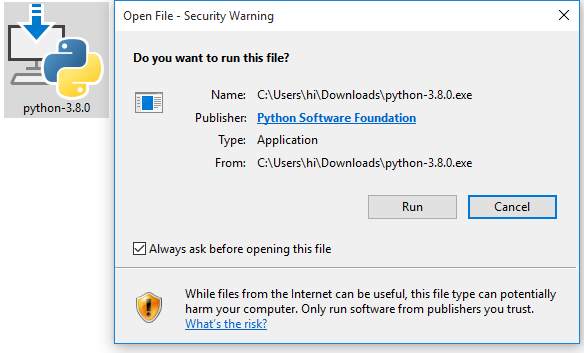 python-3.8.0
Open File - Security Warning
Do you want to run this file?
Name: C:\Users\hi\Downloads\python-3.8.0.exe
Publisher: Python Software Foundation
Type: Application
From: C:\Users\hi\Downloads\python-3.8.0.exe
Run Cancel
Always ask before opening this file
While files from the Internet can be useful, this file type can potentially
harm your computer. Only run software from publishers you trust.
What's the risk?